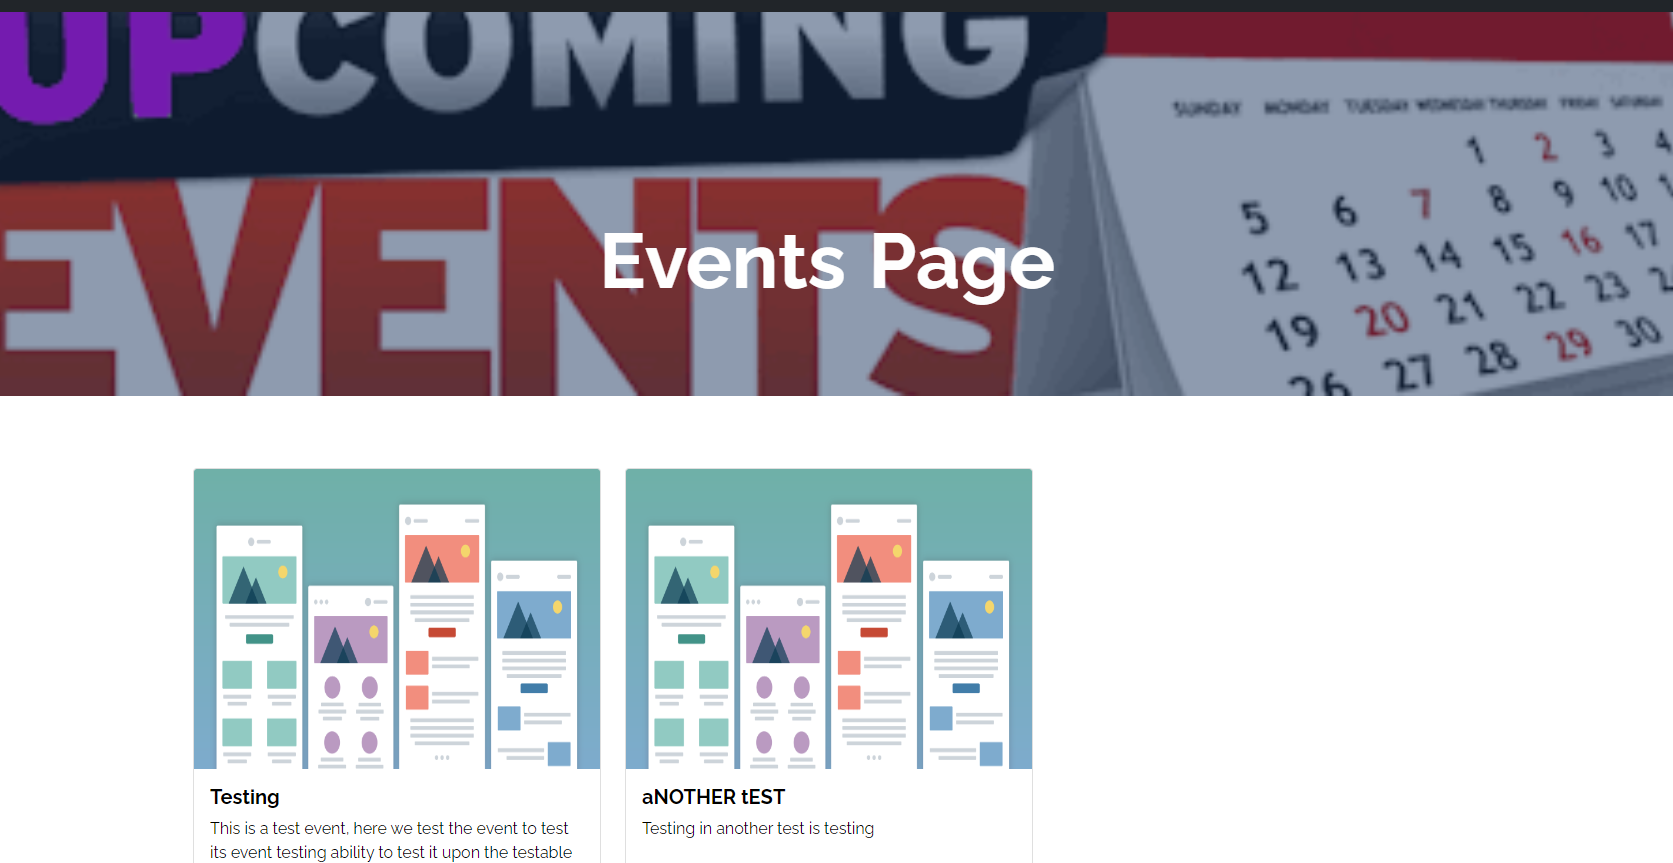 UPCOMING
EVENTS
SUNDAY MONDAY TUESDAY WEDNESDAY THURSDAY FRIDAY SATURDAY
1 2 3 4
5 6 7 8 9 10
12 13 14 15 16 17
19 20 21 22 23
26 27 28 29 30
Events Page
Testing
This is a test event, here we test the event to test
its event testing ability to test it upon the testable
aNOTHER tEST
Testing in another test is testing